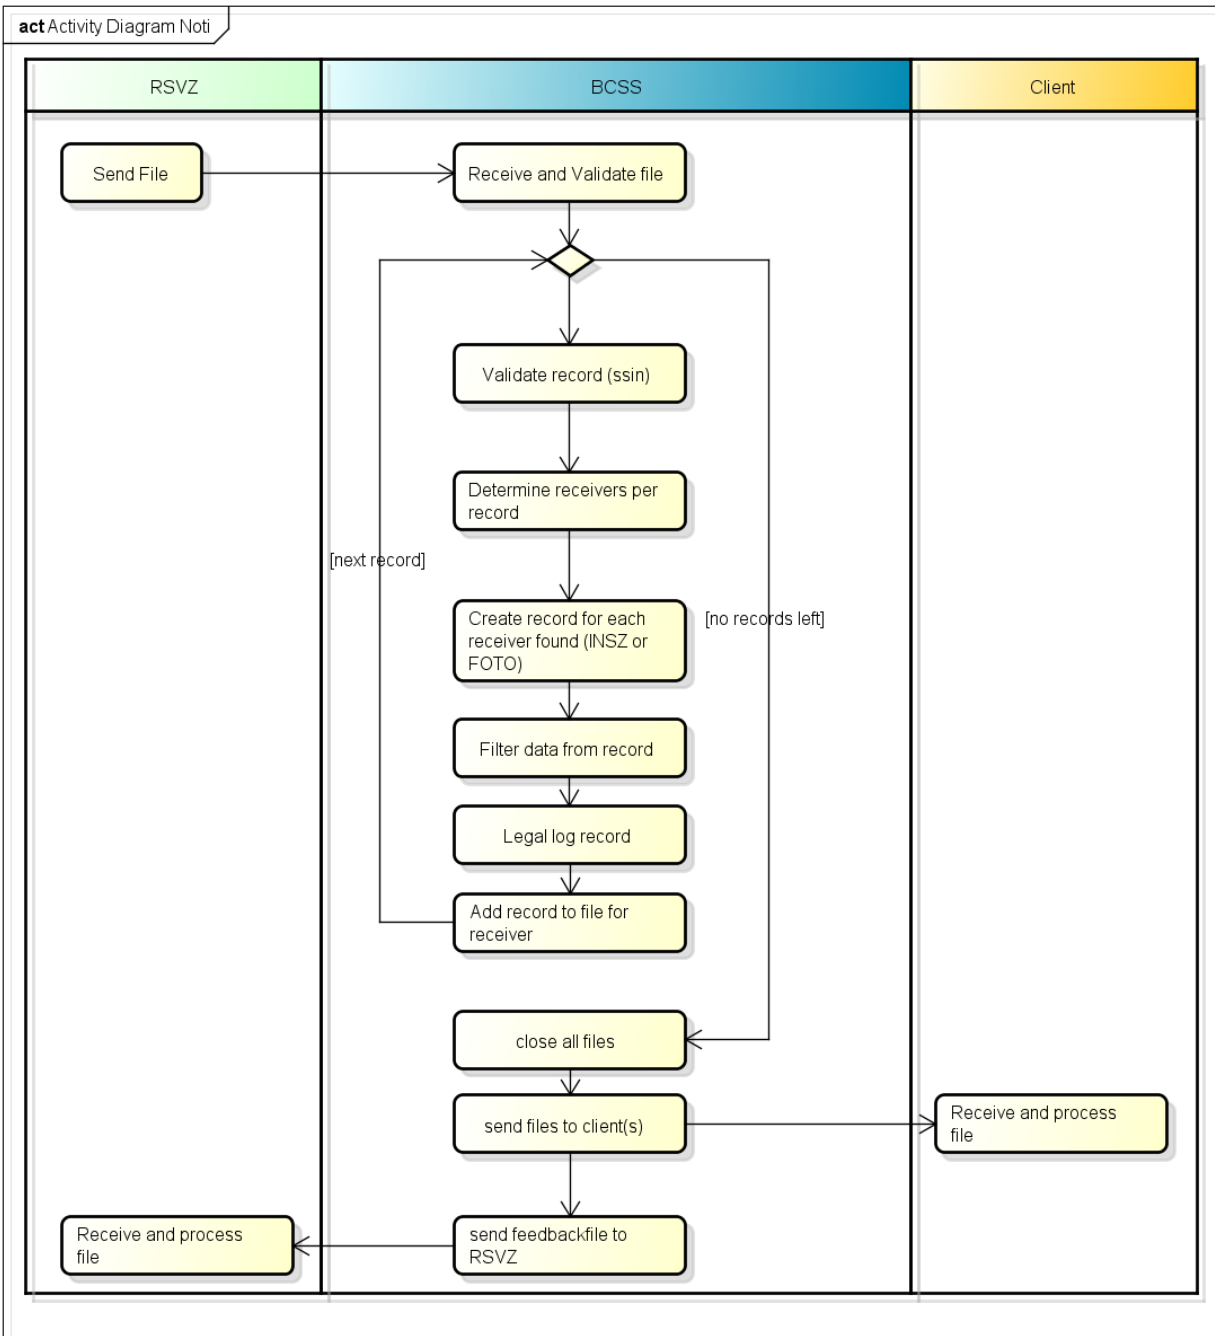 act Activity Diagram Noti
RSVZ
BCSS
Client
Send File
Receive and Validate file
Validate record (ssin)
Determine receivers per
record
[next record]
Create record for each
receiver found (INSZ or
FOTO)
[no records left]
Filter data from record
Legal log record
Add record to file for
receiver
close all files
send files to client(s)
Receive and process
file
send feedbackfile to
RSVZ
Receive and process
file